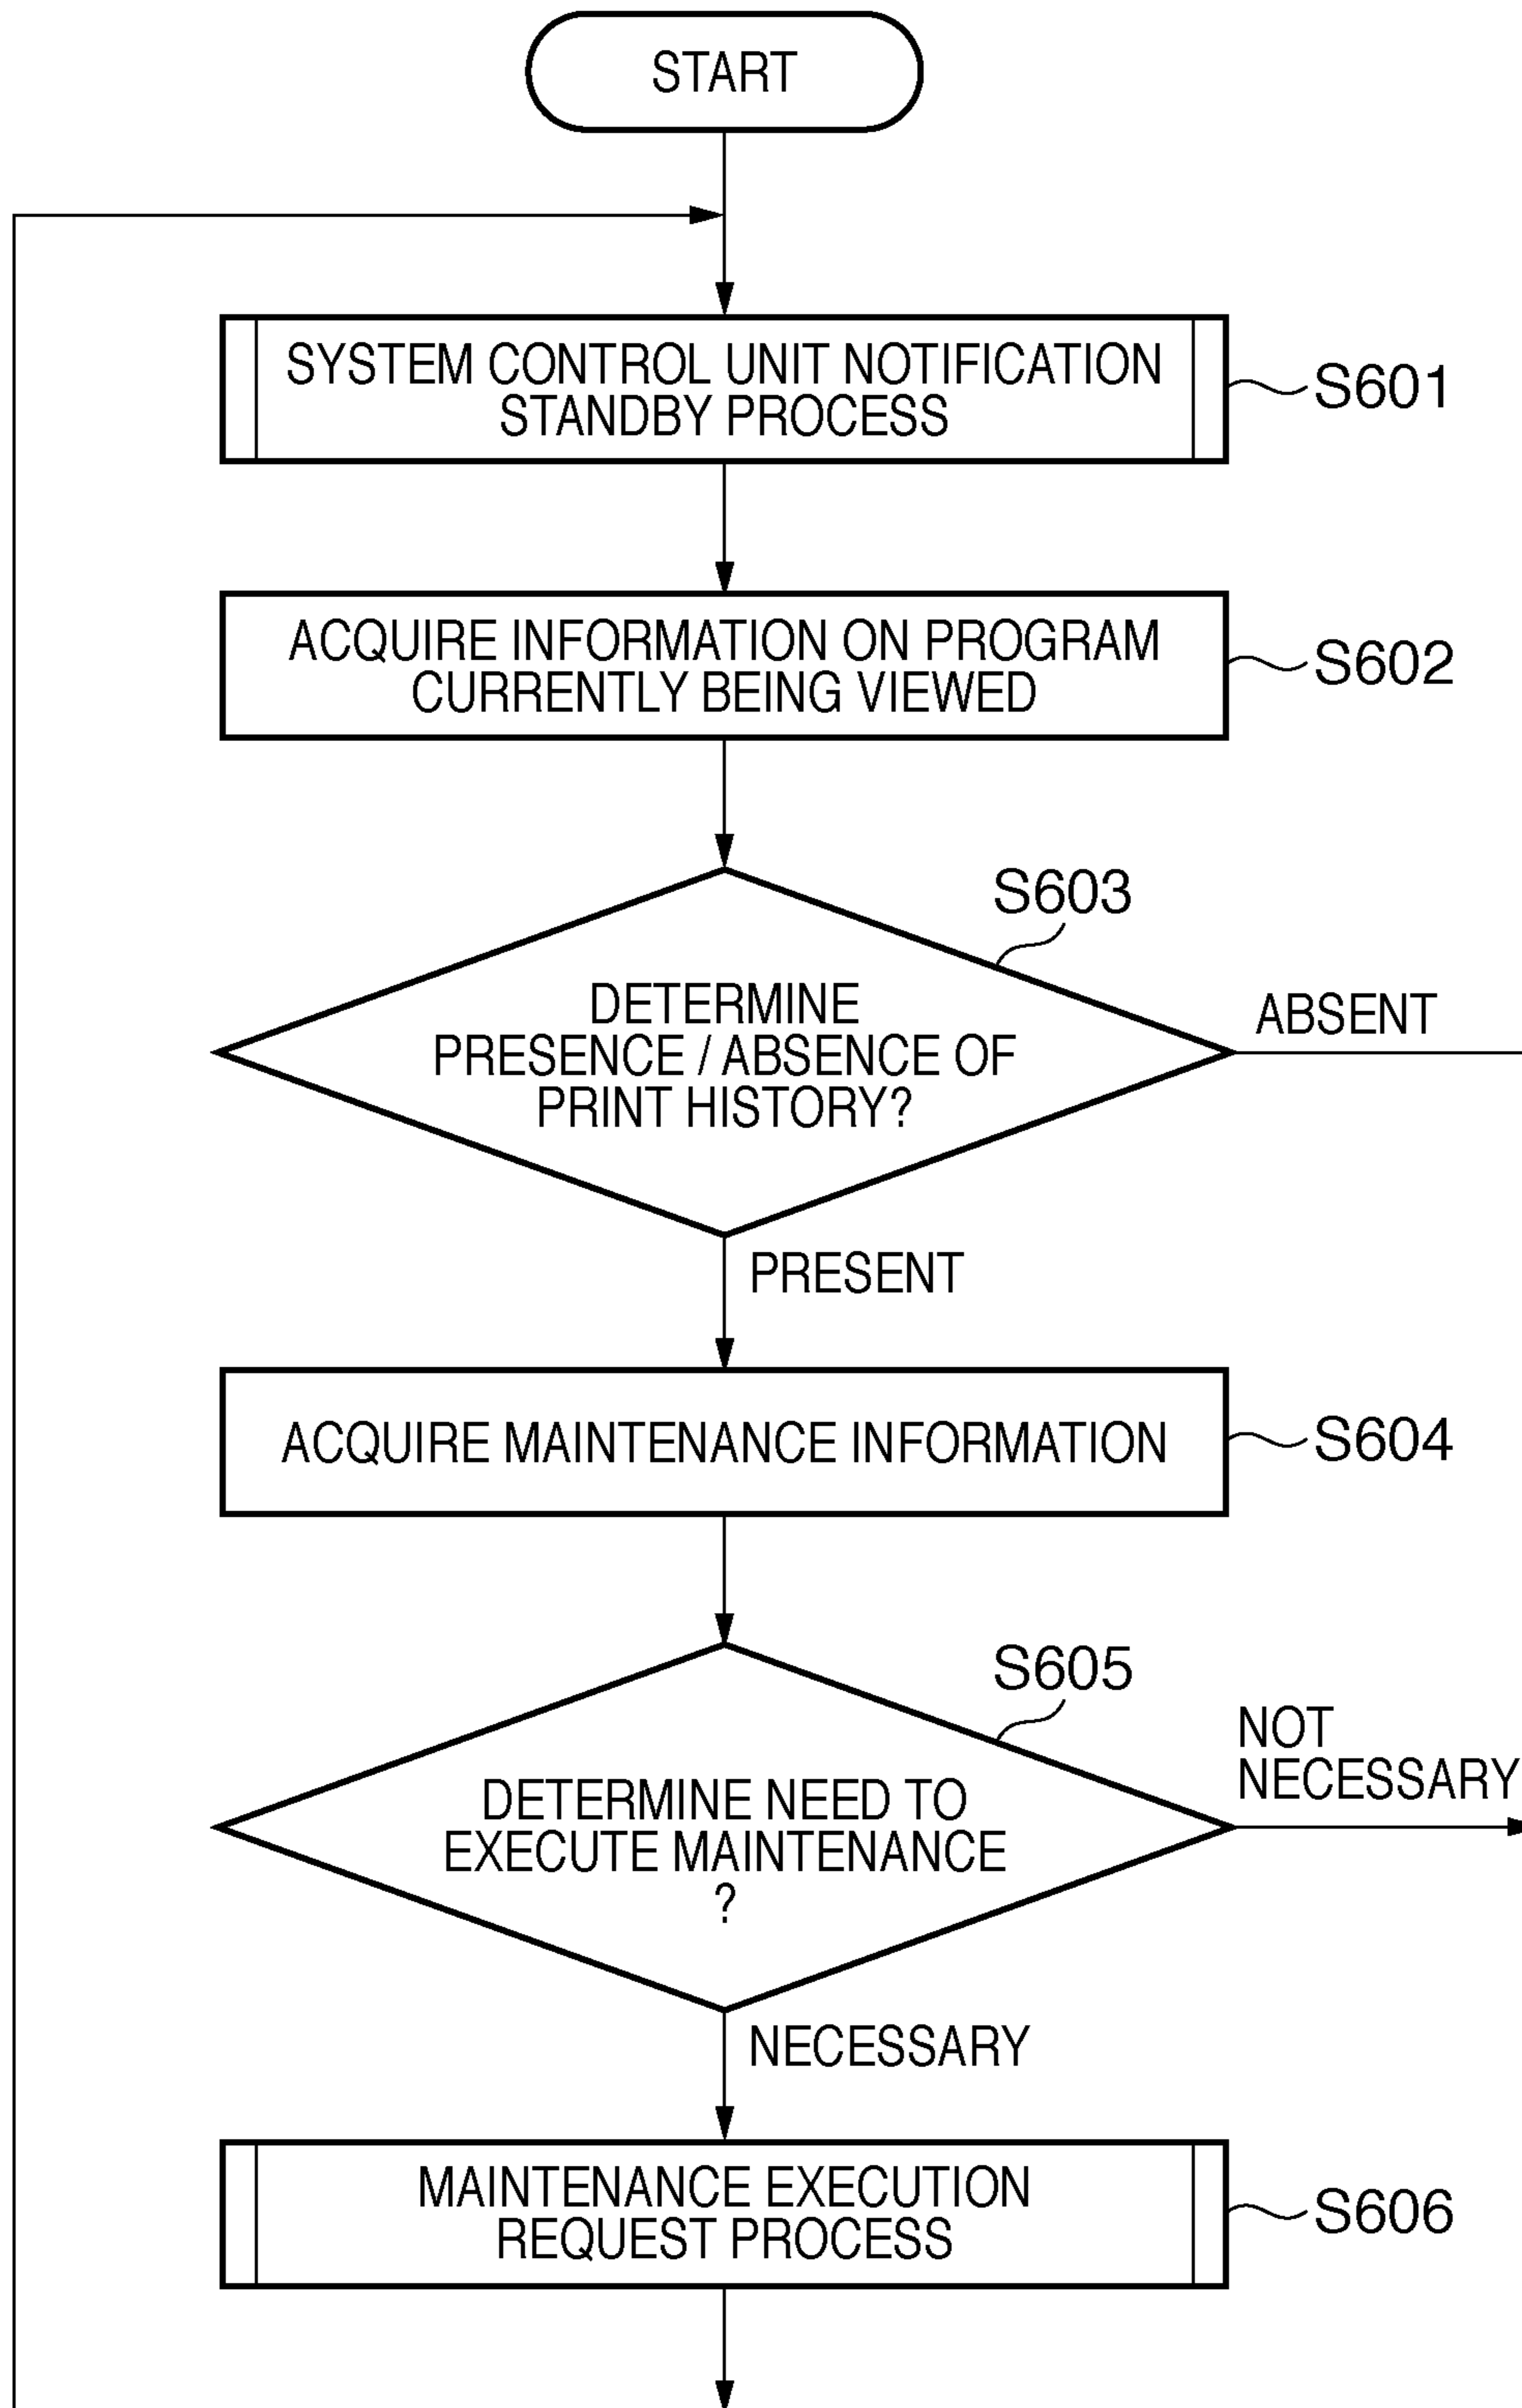 START
SYSTEM CONTROL UNIT NOTIFICATION
STANDBY PROCESS
S601
ACQUIRE INFORMATION ON PROGRAM
CURRENTLY BEING VIEWED
S602
S603
DETERMINE
PRESENCE / ABSENCE OF
PRINT HISTORY?
ABSENT
PRESENT
ACQUIRE MAINTENANCE INFORMATION
S604
S605
DETERMINE NEED TO
EXECUTE MAINTENANCE
?
NOT
NECESSARY
NECESSARY
MAINTENANCE EXECUTION
REQUEST PROCESS
S606